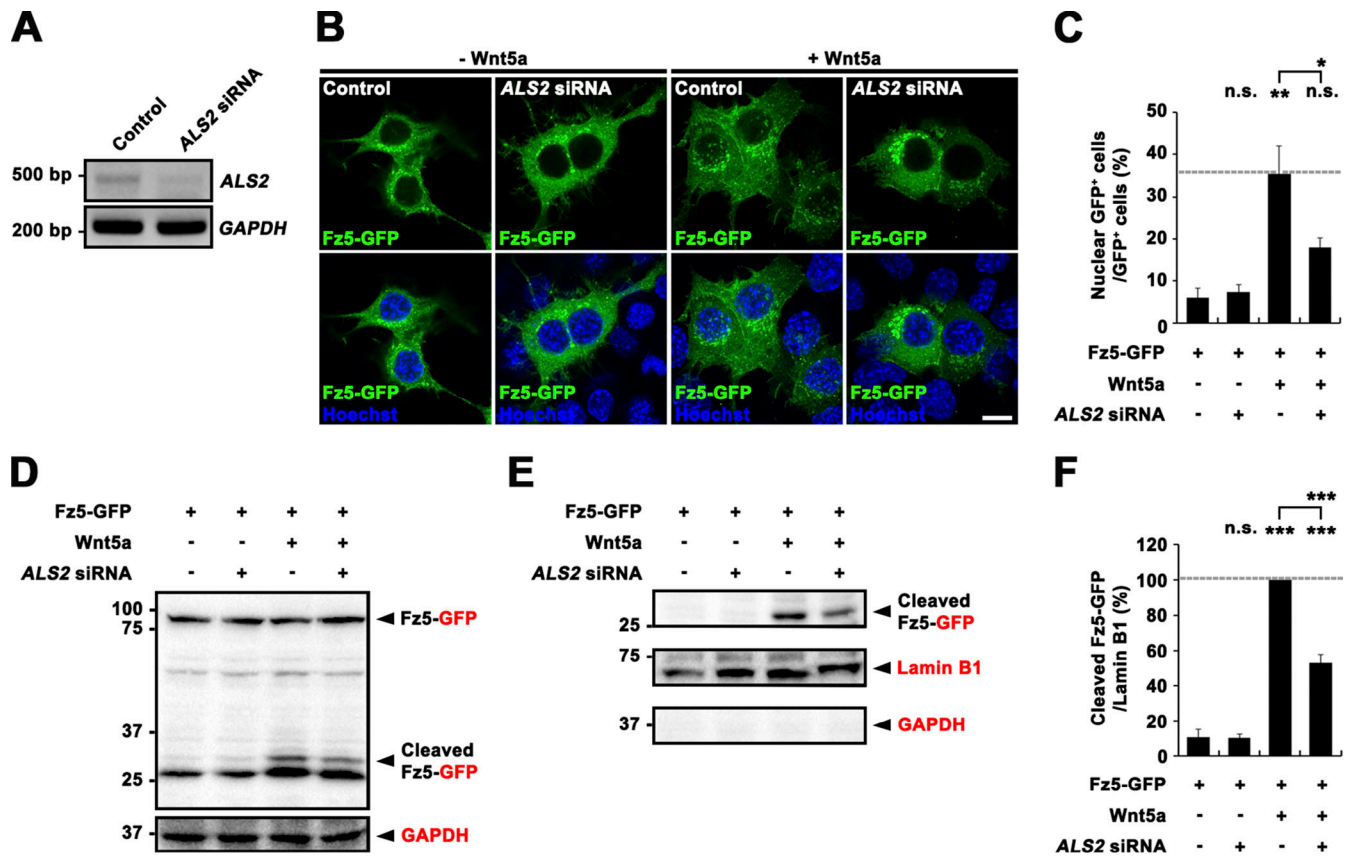 A
Control
ALS2 siRNA
500 bp
ALS2
200 bp
GAPDH
B
- Wnt5a
+ Wnt5a
Control
ALS2 siRNA
Control
ALS2 siRNA
Fz5-GFP
Fz5-GFP
Fz5-GFP
Fz5-GFP
Fz5-GFP
Hoechst
Fz5-GFP
Hoechst
Fz5-GFP
Hoechst
Fz5-GFP
Hoechst
C
*
n.s. ** n.s.
Nuclear GFP⁺ cells
/GFP⁺ cells (%)
50
40
30
20
10
0
Fz5-GFP + + + +
Wnt5a - - + +
ALS2 siRNA - + - +
D
Fz5-GFP + + + +
Wnt5a - - + +
ALS2 siRNA - + - +
100
75
37
25
Fz5-GFP
Cleaved
Fz5-GFP
37
GAPDH
E
Fz5-GFP + + + +
Wnt5a - - + +
ALS2 siRNA - + - +
25
Cleaved
Fz5-GFP
75
Lamin B1
37
GAPDH
F
***
n.s. *** ***
Cleaved Fz5-GFP
/Lamin B1 (%)
120
100
80
60
40
20
0
Fz5-GFP + + + +
Wnt5a - - + +
ALS2 siRNA - + - +